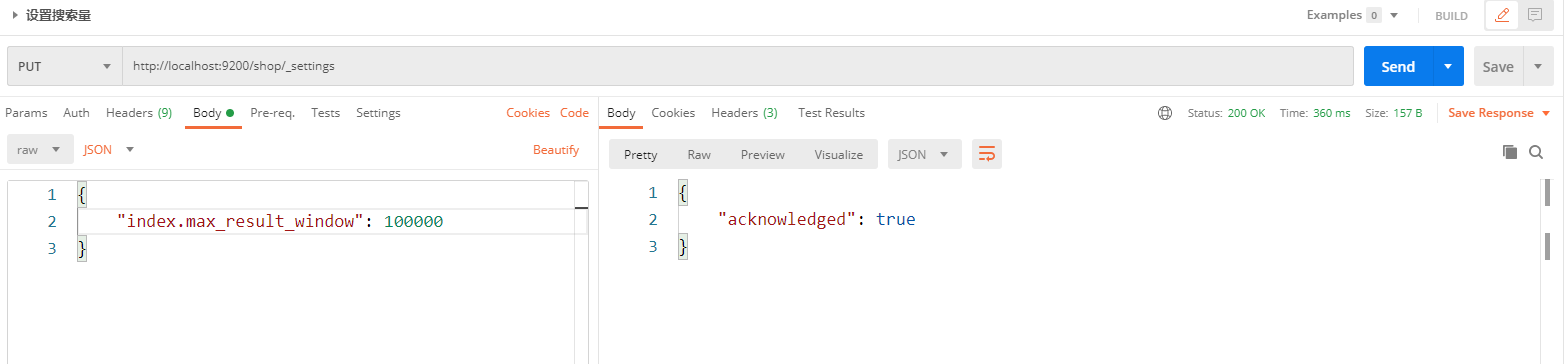 设置搜索量
Examples 0 BUILD
PUT http://localhost:9200/shop/_settings Send Save
Params Auth Headers (9) Body Pre-req. Tests Settings Cookies Code
raw JSON Beautify
1 {
2 "index.max_result_window": 100000
3 }
Body Cookies Headers (3) Test Results Status: 200 OK Time: 360 ms Size: 157 B Save Response
Pretty Raw Preview Visualize JSON
1 {
2 "acknowledged": true
3 }